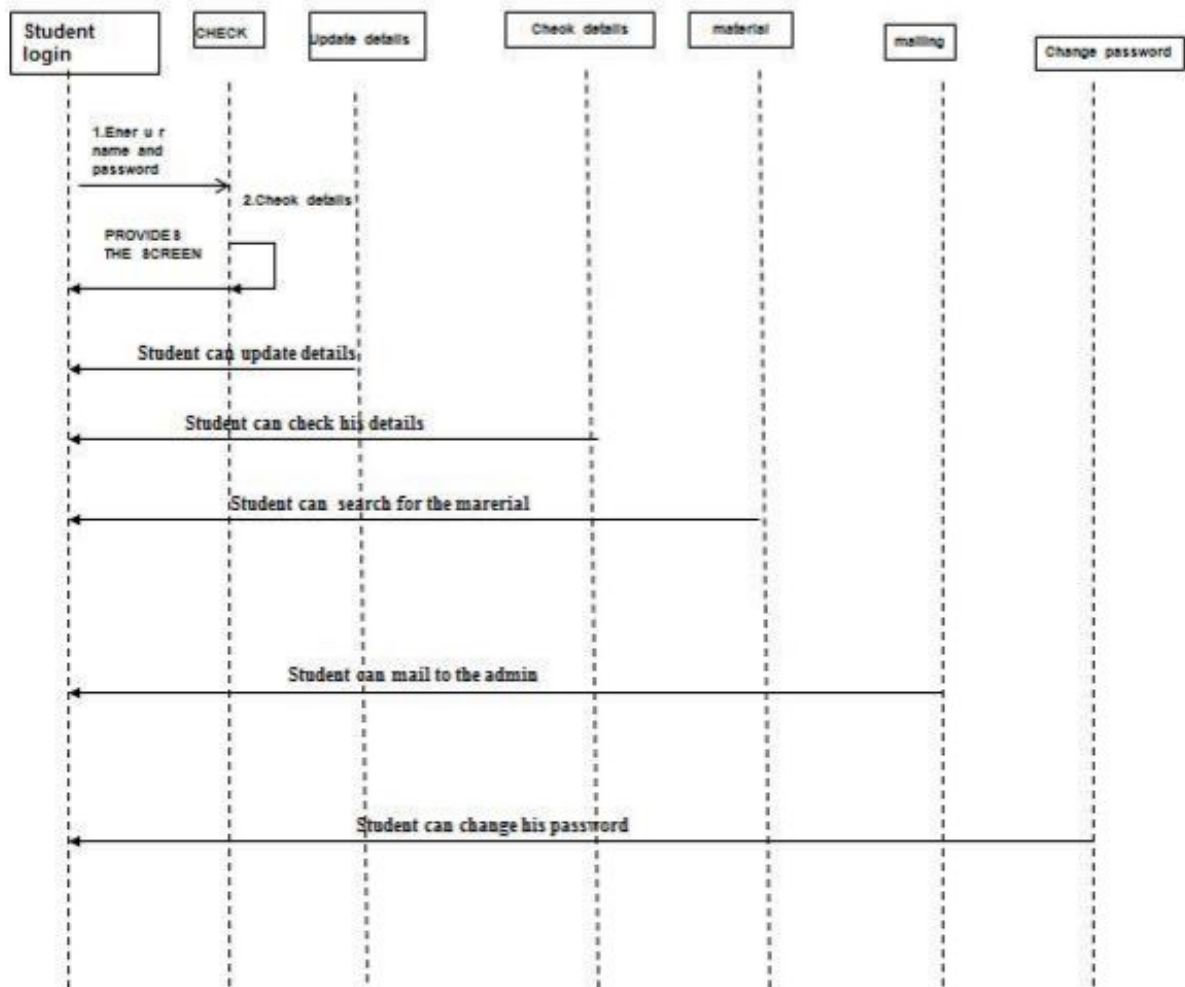 Student
login
CHECK
Update details
Check details
material
mailing
Change password
1.Ener u r
name and
password
2.Check details
PROVIDES
THE SCREEN
Student can update details
Student can check his details
Student can search for the marerial
Student can mail to the admin
Student can change his password